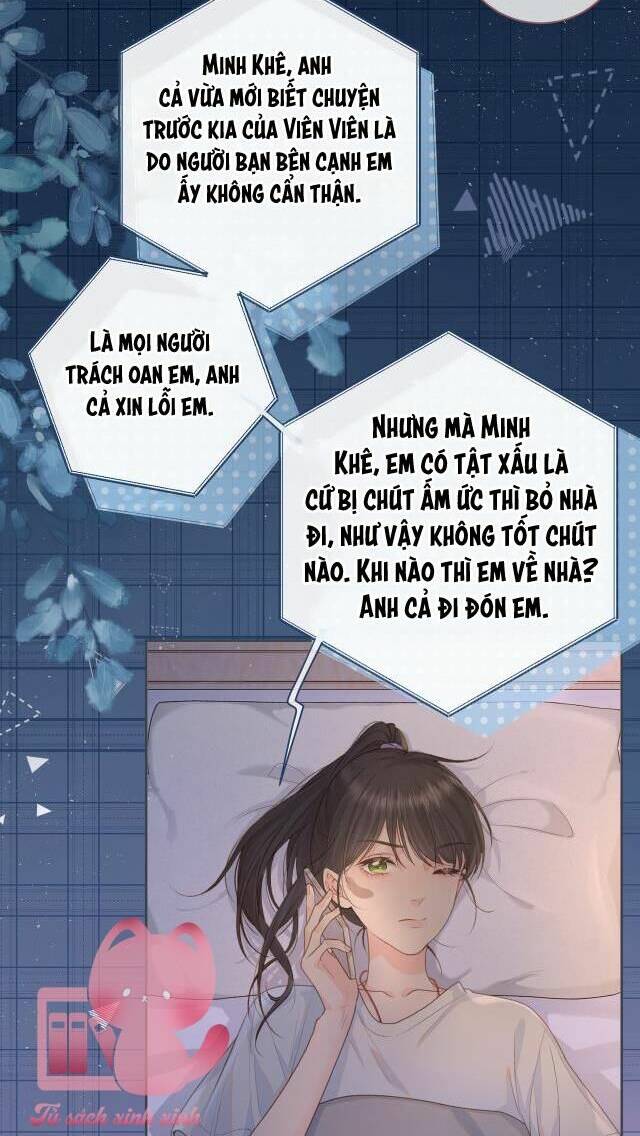 MINH KHÊ, ANH
CẢ VỪA MỚI BIẾT CHUYỆN
TRƯỚC KIA CỦA VIÊN VIÊN LÀ
DO NGƯỜI BẠN BÊN CẠNH EM
ẤY KHÔNG CẨN THẬN.
LÀ MỌI NGƯỜI
TRÁCH OAN EM, ANH
CẢ XIN LỖI EM.
NHƯNG MÀ MINH
KHÊ, EM CÓ TẬT XẤU LÀ
CỨ BỊ CHÚT ẤM ỨC THÌ BỎ NHÀ
ĐI, NHƯ VẬY KHÔNG TỐT CHÚT
NÀO. KHI NÀO THÌ EM VỀ NHÀ?
ANH CẢ ĐI ĐÓN EM.
Tủ sách xinh xinh